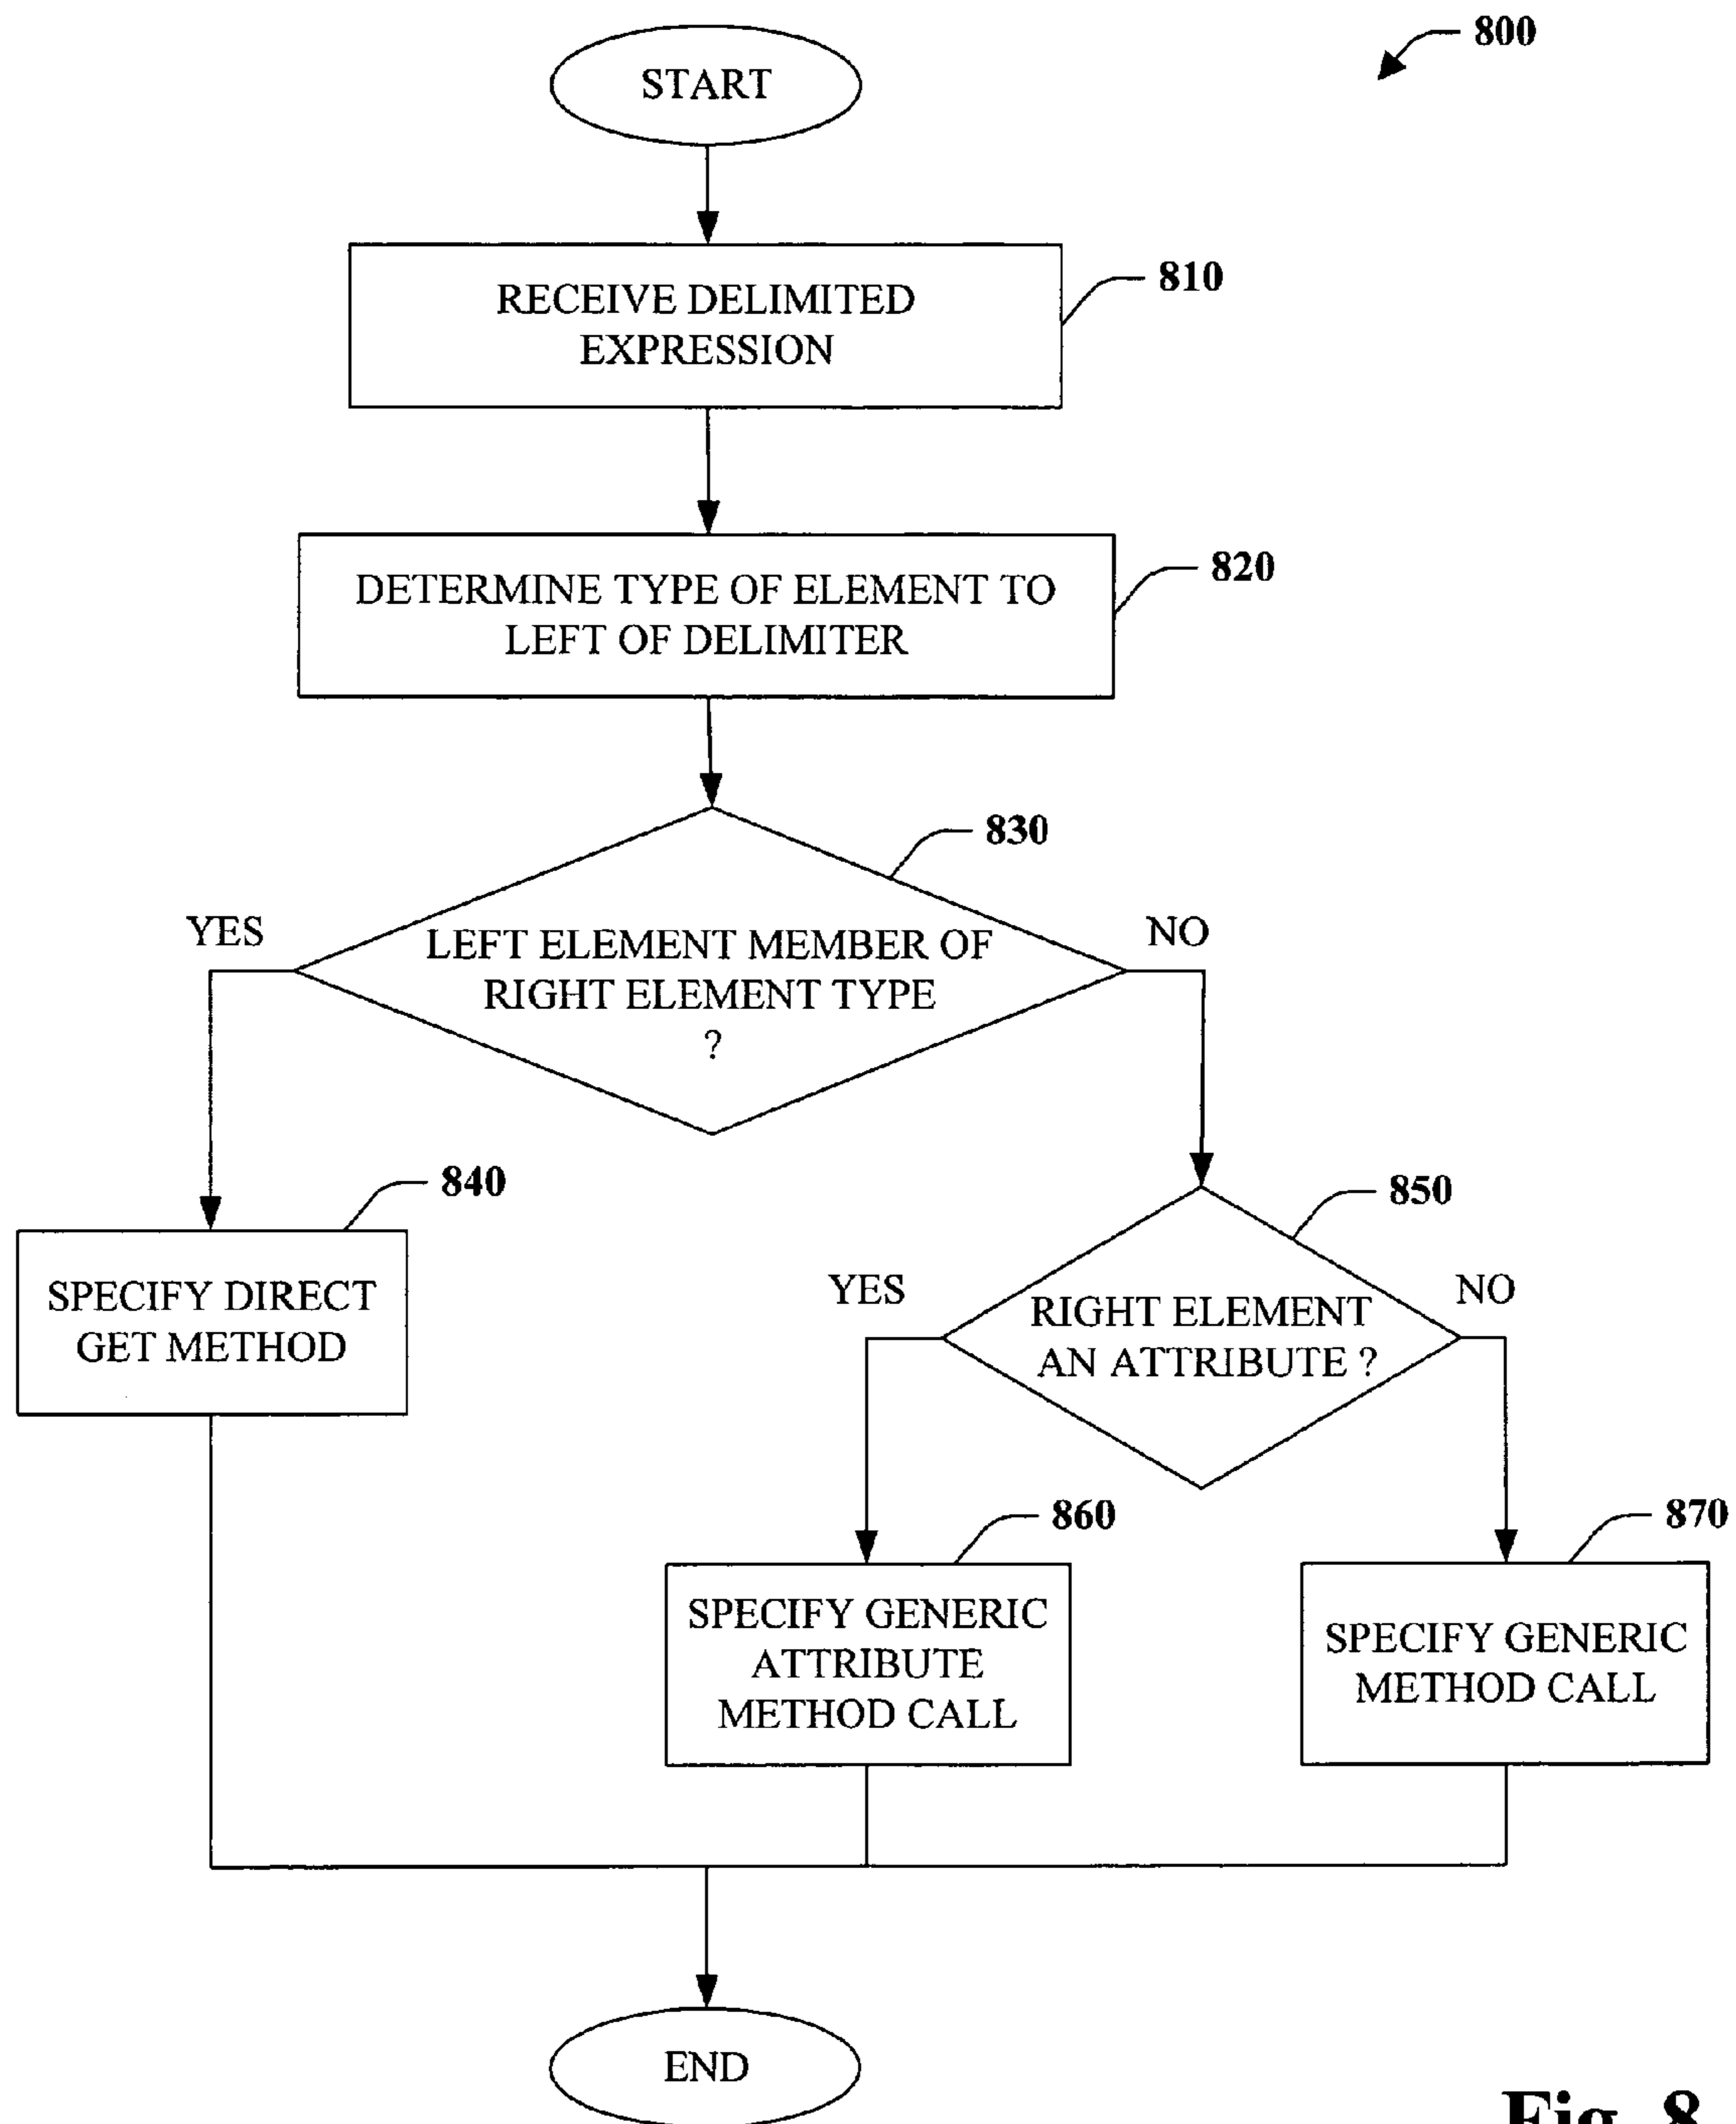 800
START
810
RECEIVE DELIMITED
EXPRESSION
820
DETERMINE TYPE OF ELEMENT TO
LEFT OF DELIMITER
830
YES
NO
LEFT ELEMENT MEMBER OF
RIGHT ELEMENT TYPE
?
840
850
SPECIFY DIRECT
GET METHOD
YES
NO
RIGHT ELEMENT
AN ATTRIBUTE ?
860
870
SPECIFY GENERIC
ATTRIBUTE
METHOD CALL
SPECIFY GENERIC
METHOD CALL
END
Fig. 8